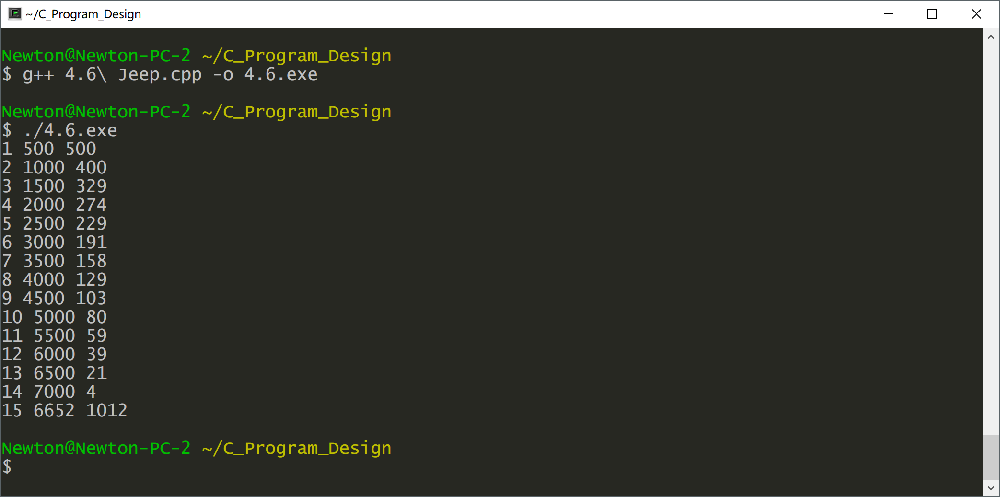 ~/C_Program_Design
Newton@Newton-PC-2 ~/C_Program_Design
$ g++ 4.6\ Jeep.cpp -o 4.6.exe
Newton@Newton-PC-2 ~/C_Program_Design
$ ./4.6.exe
1 500 500
2 1000 400
3 1500 329
4 2000 274
5 2500 229
6 3000 191
7 3500 158
8 4000 129
9 4500 103
10 5000 80
11 5500 59
12 6000 39
13 6500 21
14 7000 4
15 6652 1012
Newton@Newton-PC-2 ~/C_Program_Design
$